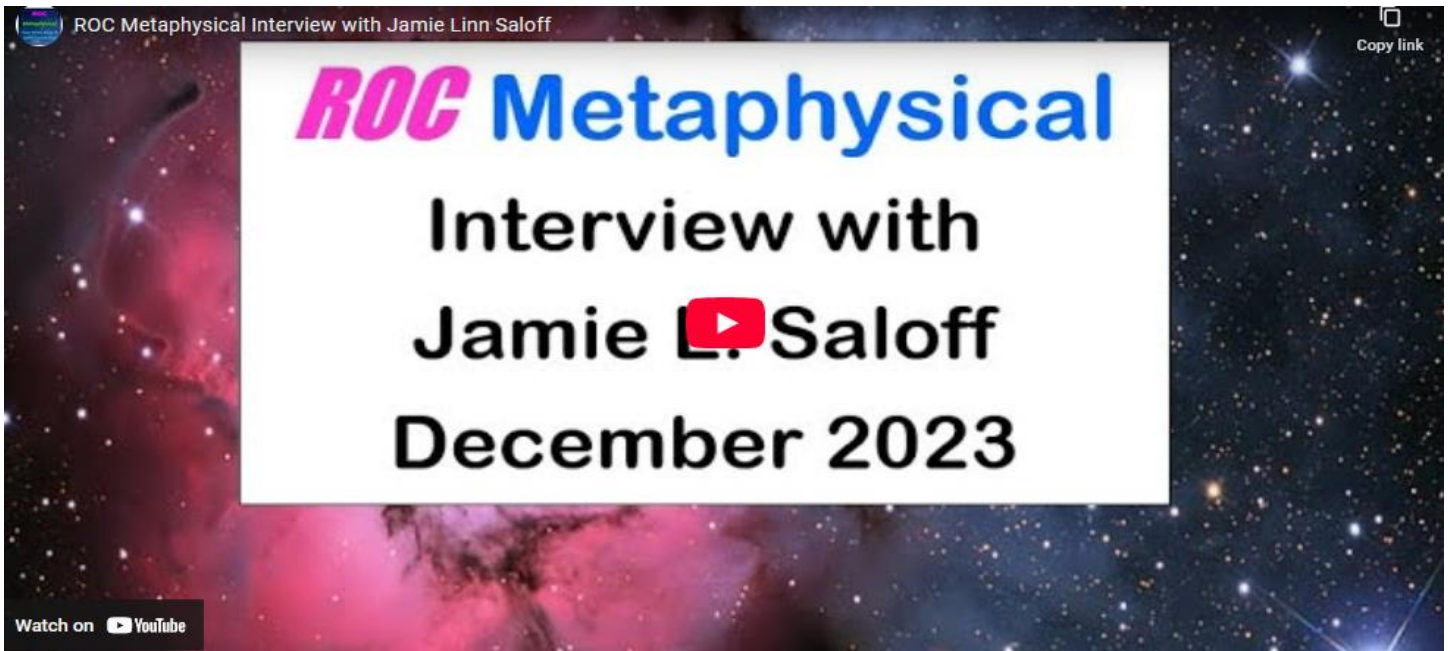 ROC Metaphysical Interview with Jamie Linn Saloff
Copy link
ROC Metaphysical
Interview with
Jamie L. Saloff
December 2023
Watch on YouTube